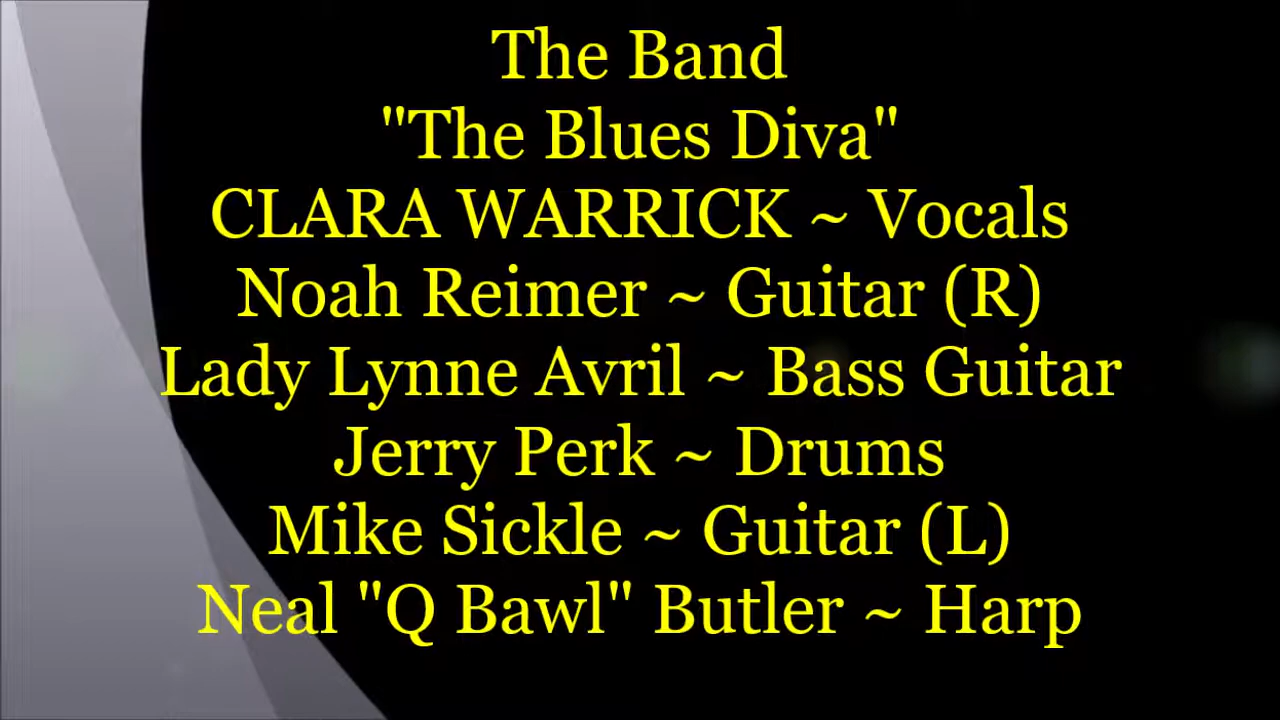 The Band
"The Blues Diva"
CLARA WARRICK ~ Vocals
Noah Reimer ~ Guitar (R)
Lady Lynne Avril ~ Bass Guitar
Jerry Perk ~ Drums
Mike Sickle ~ Guitar (L)
Neal "Q Bawl" Butler ~ Harp